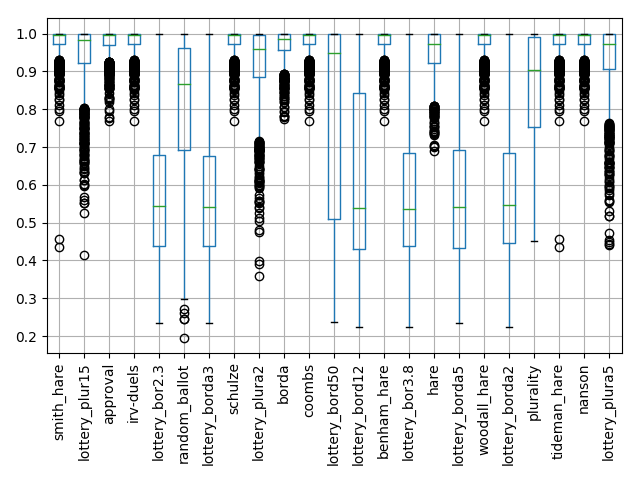 1.0
0.9
0.8
0.7
0.6
0.5
0.4
0.3
0.2
smith_hare
lottery_plur15
approval
irv-duels
lottery_bor2.3
random_ballot
lottery_borda3
schulze
lottery_plura2
borda
coombs
lottery_bord50
lottery_bord12
benham_hare
lottery_bor3.8
hare
lottery_borda5
woodall_hare
lottery_borda2
plurality
tideman_hare
nanson
lottery_plura5